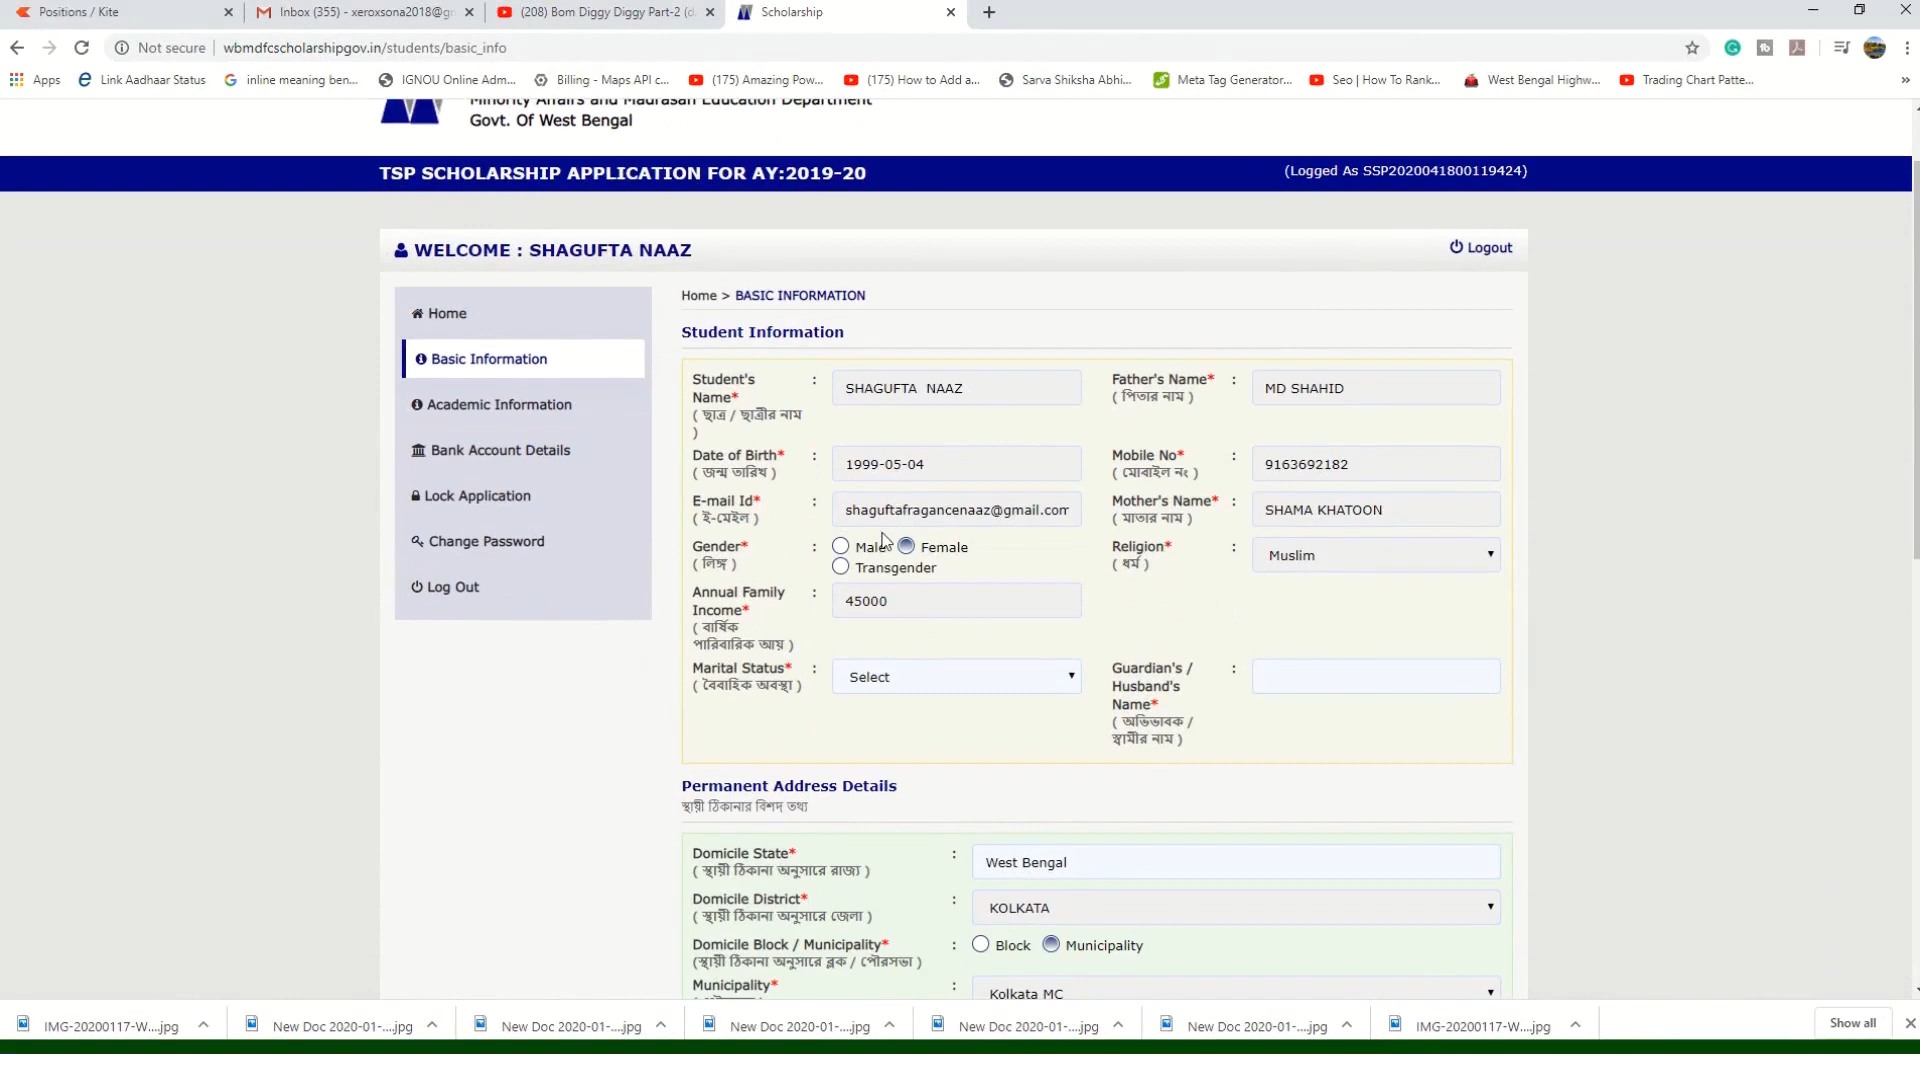 Positions / Kite
Inbox (355) - xeroxsona2018@g
(208) Bom Diggy Diggy Part-2 (d
Scholarship
Not secure | wbmdfcscholarshipgov.in/students/basic_info
Apps
Link Aadhaar Status
inline meaning ben...
IGNOU Online Adm...
Billing - Maps API c...
(175) Amazing Pow...
(175) How to Add a...
Sarva Shiksha Abhi...
Meta Tag Generator...
Seo | How To Rank...
West Bengal Highw...
Trading Chart Patte...
»
Minority Affairs and Madrasah Education Department
Govt. Of West Bengal
TSP SCHOLARSHIP APPLICATION FOR AY:2019-20
(Logged As SSP2020041800119424)
WELCOME : SHAGUFTA NAAZ
Logout
Home
Basic Information
Academic Information
Bank Account Details
Lock Application
Change Password
Log Out
Home > BASIC INFORMATION
Student Information
Student's Name*
( ছাত্র / ছাত্রীর নাম )
: SHAGUFTA NAAZ
Father's Name*
( পিতার নাম )
: MD SHAHID
Date of Birth*
( জন্ম তারিখ )
: 1999-05-04
Mobile No*
( মোবাইল নং )
: 9163692182
E-mail Id*
( ই-মেইল )
: shaguftafragancenaaz@gmail.com
Mother's Name*
( মাতার নাম )
: SHAMA KHATOON
Gender*
( লিঙ্গ )
: Male Female
Transgender
Religion*
( ধর্ম )
: Muslim
Annual Family
Income*
( বার্ষিক
পারিবারিক আয় )
: 45000
Marital Status*
( বৈবাহিক অবস্থা )
: Select
Guardian's /
Husband's
Name*
( অভিভাবক /
স্বামীর নাম )
:
Permanent Address Details
স্থায়ী ঠিকানার বিশদ তথ্য
Domicile State*
( স্থায়ী ঠিকানা অনুসারে রাজ্য )
: West Bengal
Domicile District*
( স্থায়ী ঠিকানা অনুসারে জেলা )
: KOLKATA
Domicile Block / Municipality*
(স্থায়ী ঠিকানা অনুসারে ব্লক / পৌরসভা )
: Block Municipality
Municipality*
: Kolkata MC
IMG-20200117-W....jpg
New Doc 2020-01-....jpg
New Doc 2020-01-....jpg
New Doc 2020-01-....jpg
New Doc 2020-01-....jpg
New Doc 2020-01-....jpg
IMG-20200117-W....jpg
Show all